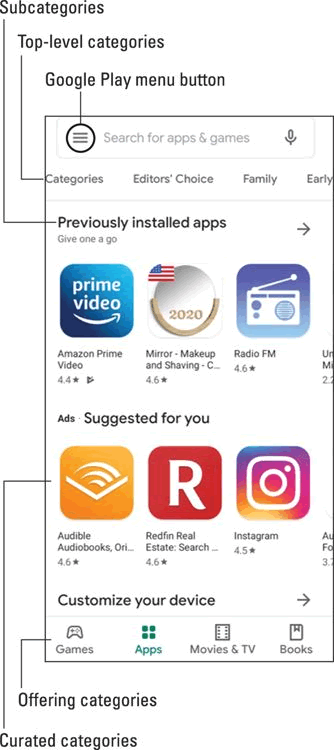 Subcategories
Top-level categories
Google Play menu button
Search for apps & games
Categories Editors' Choice Family Early
Previously installed apps
Give one a go
prime
video
2020
Amazon Prime
Video
4.4★
Mirror - Makeup
and Shaving - C...
4.6★
Radio FM
4.6★
Un
Mi
2.2
Ads · Suggested for you
R
Audible
Audiobooks, Ori...
4.6★
Redfin Real
Estate: Search ...
4.6★
Instagram
4.5★
Au
Fo
3.7
Customize your device
Games Apps Movies & TV Books
Offering categories
Curated categories